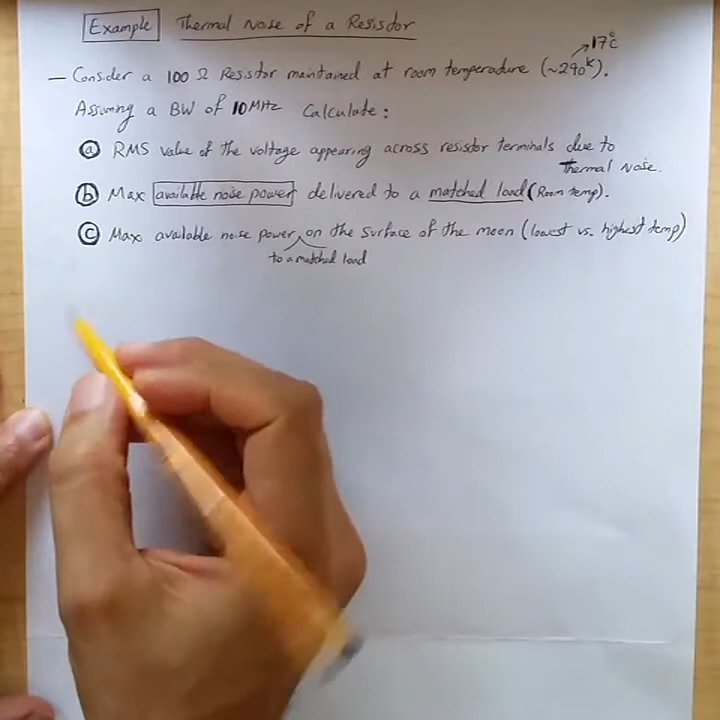 Example Thermal Noise of a Resistor
17°C
– Consider a 100 Ω Resistor maintained at room temperature (~290K).
Assuming a BW of 10MHz Calculate:
ⓐ RMS value of the voltage appearing across resistor terminals due to
Thermal Noise.
ⓑ Max available noise power delivered to a matched load (Room temp).
ⓒ Max available noise power, on the surface of the moon (lowest vs. highest temp)
to a matched load